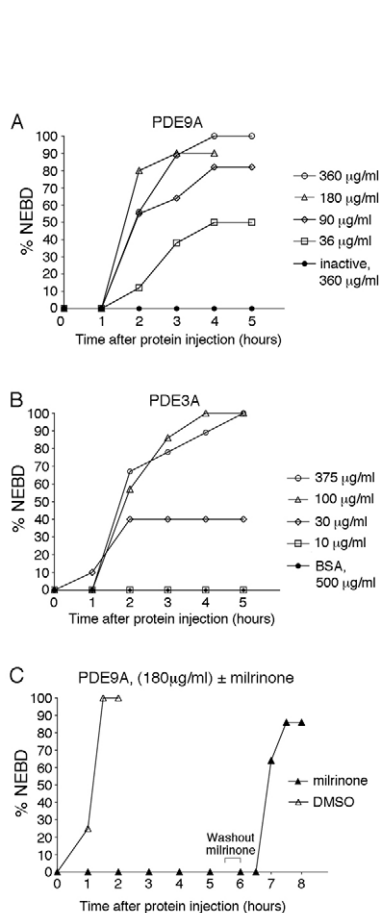 A
PDE9A
% NEBD
100
90
80
70
60
50
40
30
20
10
0
0 1 2 3 4 5
Time after protein injection (hours)
360 µg/ml
180 µg/ml
90 µg/ml
36 µg/ml
inactive,
360 µg/ml
B
PDE3A
% NEBD
100
90
80
70
60
50
40
30
20
10
0
0 1 2 3 4 5
Time after protein injection (hours)
375 µg/ml
100 µg/ml
30 µg/ml
10 µg/ml
BSA,
500 µg/ml
C
PDE9A, (180µg/ml) ± milrinone
% NEBD
100
90
80
70
60
50
40
30
20
10
0
0 1 2 3 4 5 6 7 8
Washout
milrinone
Time after protein injection (hours)
milrinone
DMSO